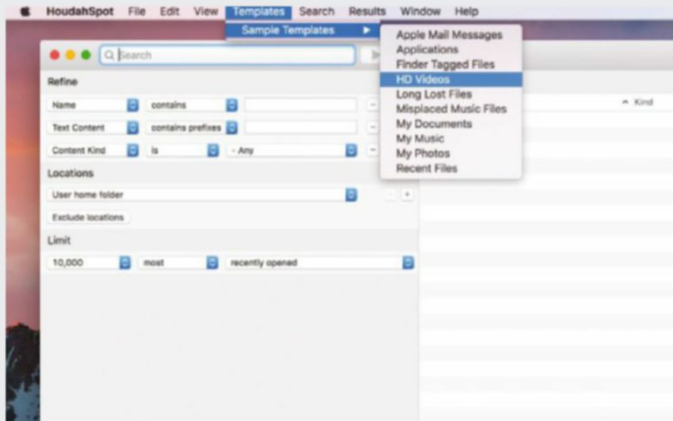 HoudahSpot File Edit View Templates Search Results Window Help
Sample Templates
Apple Mail Messages
Applications
Finder Tagged Files
HD Videos
Long Lost Files
Misplaced Music Files
My Documents
My Music
My Photos
Recent Files
Search
Kind
Refine
Name contains
Text Content contains prefixes
Content Kind is - Any
Locations
User home folder
Exclude locations
Limit
10,000 most recently opened